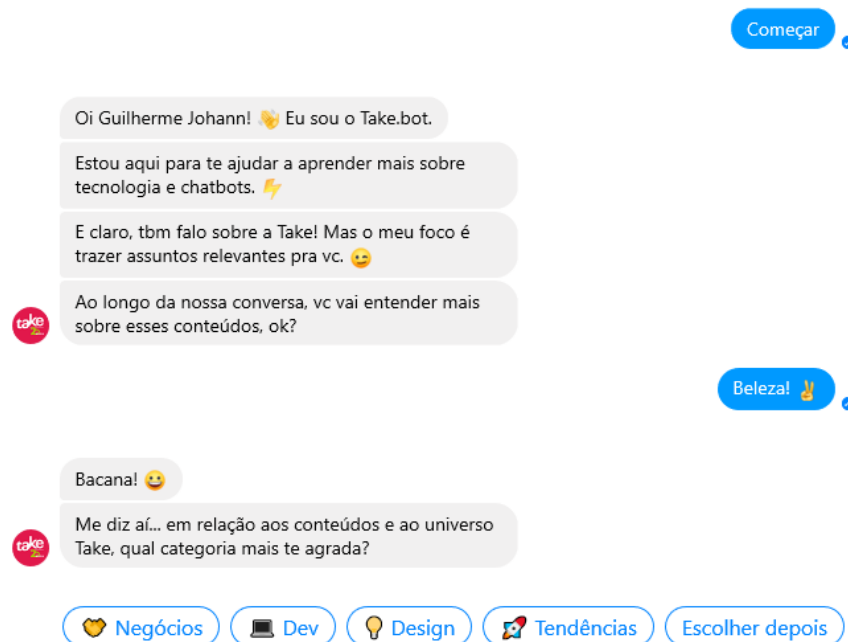 Começar
Oi Guilherme Johann! 👋 Eu sou o Take.bot.
Estou aqui para te ajudar a aprender mais sobre
tecnologia e chatbots. ⚡
E claro, tbm falo sobre a Take! Mas o meu foco é
trazer assuntos relevantes pra vc. 😉
Ao longo da nossa conversa, vc vai entender mais
sobre esses conteúdos, ok?
take
Beleza! ✌
Bacana! 😀
Me diz aí... em relação aos conteúdos e ao universo
Take, qual categoria mais te agrada?
take
Negócios
Dev
Design
Tendências
Escolher depois